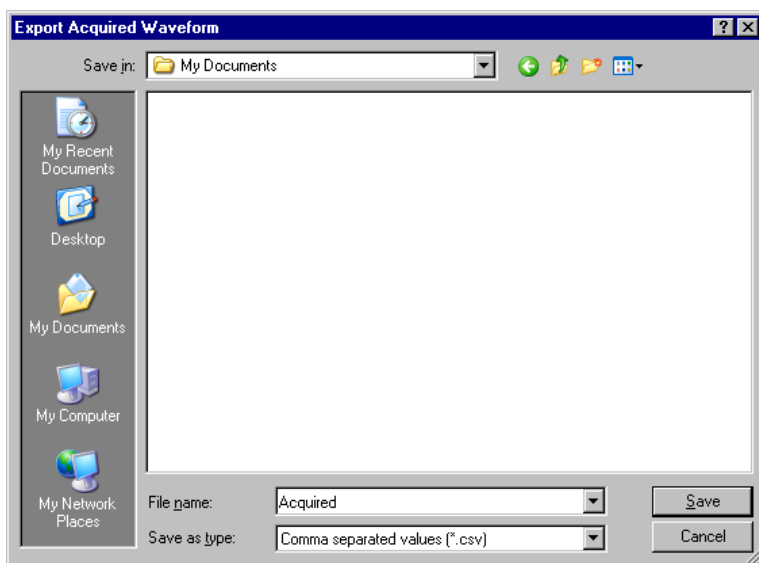 Export Acquired Waveform
Save in: My Documents
My Recent
Documents
Desktop
My Documents
My Computer
My Network
Places
File name: Acquired
Save
Save as type: Comma separated values (*.csv)
Cancel